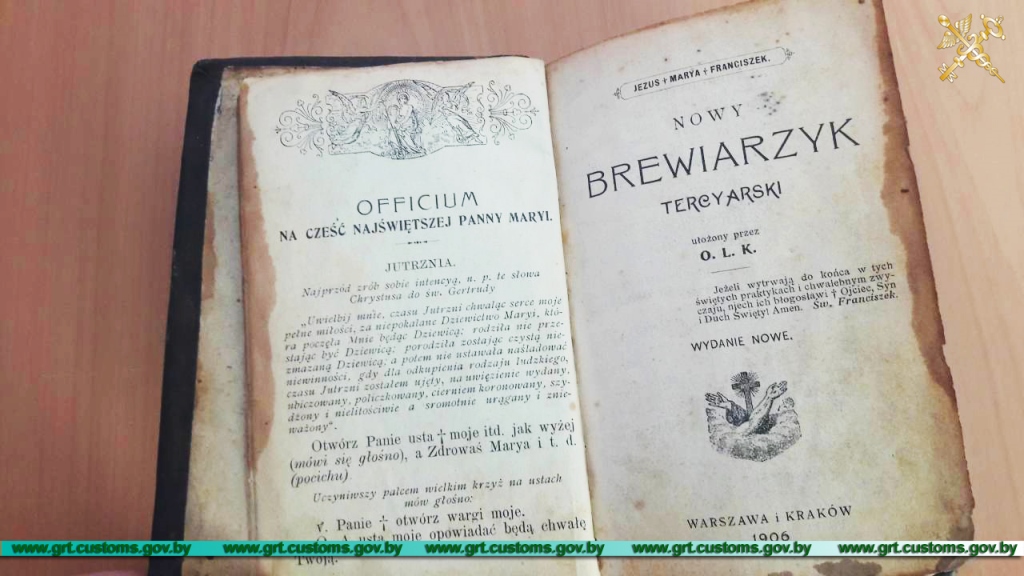 OFFICIUM
NA CZEŚĆ NAJŚWIĘTSZEJ PANNY MARYI.
JUTRZNIA.
Najprzód zrób sobie intencyą, n. p. te słowa
Chrystusa do św. Gertrudy
„Uwielbij mnie, czasu Jutrzni chwaląc serce moje
pełne miłości, za niepokalane Dziewictwo Maryi, któ-
ra poczęła Mnie będąc Dziewicą; rodziła nie prze-
stając być Dziewicą; porodziła zostając czystą nie-
zmazaną Dziewicą, a potem nie ustawała naśladować
niewinności, gdy dla odkupienia rodzaju ludzkiego,
czasu Jutrzni zostałem ujęty, na uwięzienie wydany,
ubiczowany, policzkowany, cierniem koronowany, szy-
dzony i nielitościwie a sromotnie urągany i znie-
ważony".
Otwórz Panie usta † moje itd. jak wyżej
(mówi się głośno), a Zdrowaś Marya i t. d.
(pocichu)
Uczyniwszy palcem wielkim krzyż na ustach
mów głośno:
℣. Panie † otwórz wargi moje.
A usta moje opowiadać będą chwałę
Twoją.
JEZUS † MARYA † FRANCISZEK.
NOWY
BREWIARZYK
TERCYARSKI
ułożony przez
O. L. K.
Jeżeli wytrwają do końca w tych
świętych praktykach i chwalebnym zwy-
czaju, niech ich błogosławi † Ojciec, Syn
i Duch Święty! Amen. Św. Franciszek.
WYDANIE NOWE.
WARSZAWA i KRAKÓW
1906
www.grt.customs.gov.by www.grt.customs.gov.by www.grt.customs.gov.by www.grt.customs.gov.by www.grt.customs.gov.by